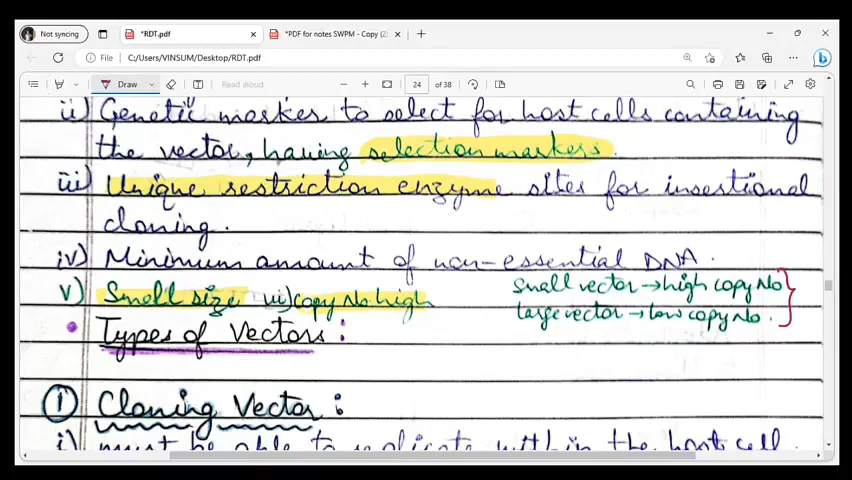 Not syncing
*RDT.pdf
*PDF for notes SWPM - Copy (2)
File C:/Users/VINSUM/Desktop/RDT.pdf
Draw Read aloud 24 of 38
ii) Genetic marker to select for host cells containing
the vector, having selection markers.
iii) Unique restriction enzyme sites for insertional
cloning.
iv) Minimum amount of non-essential DNA.
v) Small size vii) copy No high small vector → high copy No
large vector → low copy No.
Types of Vectors :
1 Cloning Vector :
i) must be able to replicate within the host cell.